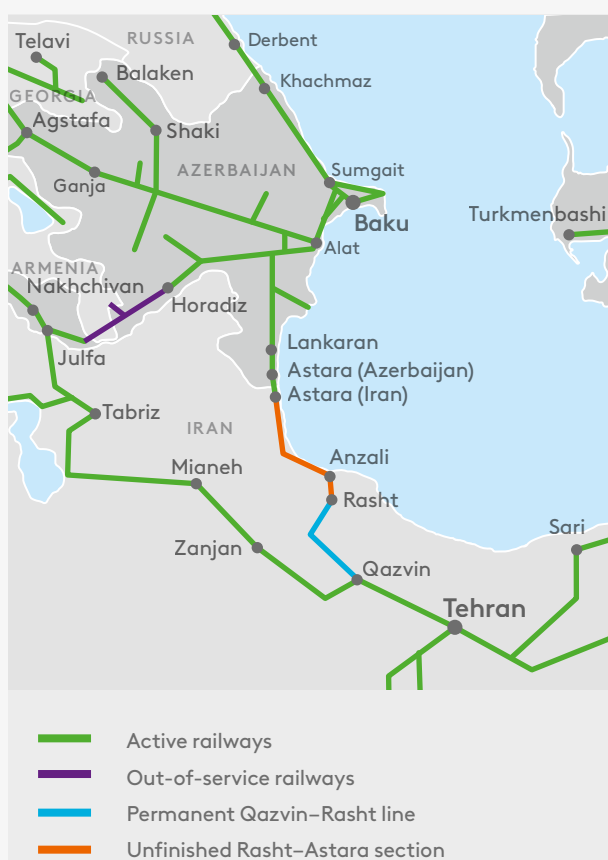 RUSSIA
Derbent
Telavi
Balaken
Khachmaz
GEORGIA
Agstafa
Shaki
AZERBAIJAN
Sumgait
Ganja
Baku
Turkmenbashi
Alat
ARMENIA
Nakhchivan
Horadiz
Lankaran
Julfa
Astara (Azerbaijan)
Astara (Iran)
Tabriz
IRAN
Anzali
Mianeh
Rasht
Sari
Zanjan
Qazvin
Tehran
Active railways
Out-of-service railways
Permanent Qazvin–Rasht line
Unfinished Rasht–Astara section